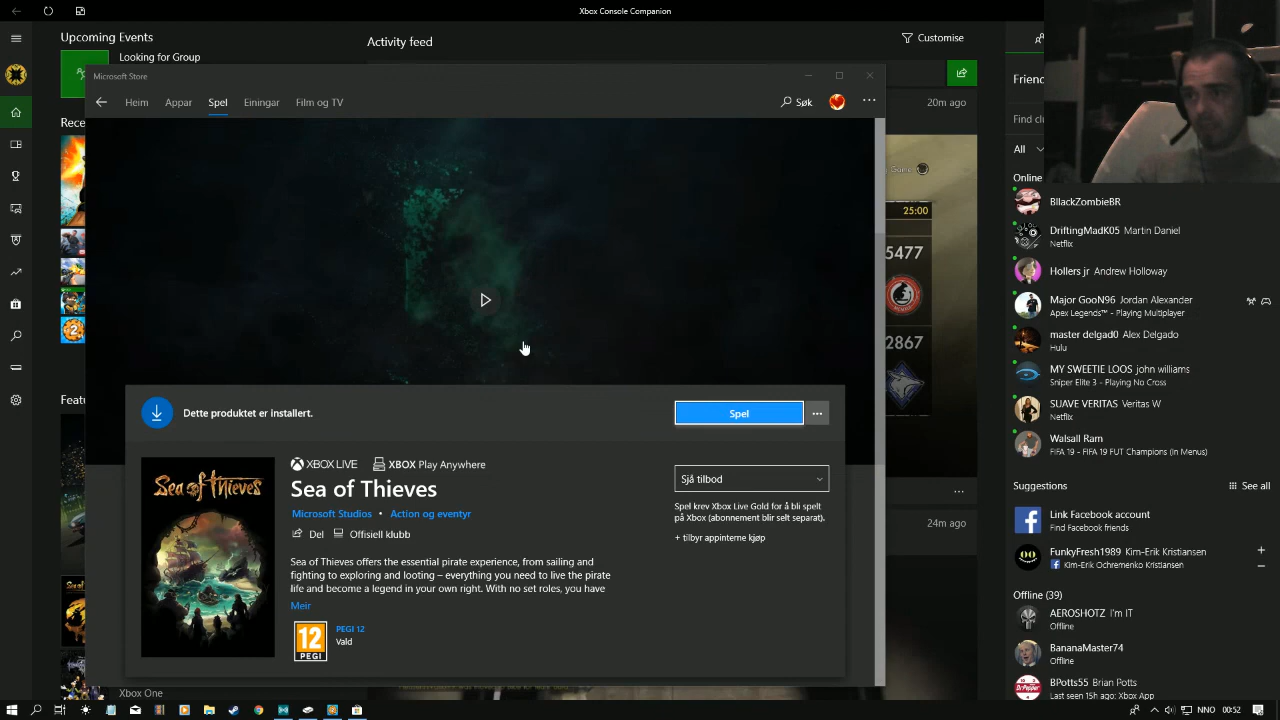 Xbox Console Companion
Upcoming Events
Looking for Group
Activity feed
Customise
Microsoft Store
Heim
Appar
Spel
Einingar
Film og TV
Søk
20m ago
25:00
5477
2867
24m ago
Dette produktet er installert.
Spel
XBOX LIVE
XBOX Play Anywhere
Sea of Thieves
Sea of Thieves
Microsoft Studios • Action og eventyr
Del
Offisiell klubb
Sea of Thieves offers the essential pirate experience, from sailing and
fighting to exploring and looting – everything you need to live the pirate
life and become a legend in your own right. With no set roles, you have
Meir
12
PEGI
PEGI 12
Vald
Sjå tilbod
Spel krev Xbox Live Gold for å bli spelt
på Xbox (abonnement blir selt separat).
+ tilbyr appinterne kjøp
Xbox One
Find
All
Online
BllackZombieBR
DriftingMadK05 Martin Daniel
Netflix
Hollers jr Andrew Holloway
Major GooN96 Jordan Alexander
Apex Legends™ - Playing Multiplayer
master delgad0 Alex Delgado
Hulu
MY SWEETIE LOOS john williams
Sniper Elite 3 - Playing No Cross
SUAVE VERITAS Veritas W
Netflix
Walsall Ram
FIFA 19 - FIFA 19 FUT Champions (In Menus)
Suggestions
See all
Link Facebook account
Find Facebook friends
FunkyFresh1989 Kim-Erik Kristiansen
Kim-Erik Ochremenko Kristiansen
Offline (39)
AEROSHOTZ I'm IT
Offline
BananaMaster74
Offline
BPotts55 Brian Potts
Last seen 15h ago: Xbox App
NNO
00:52